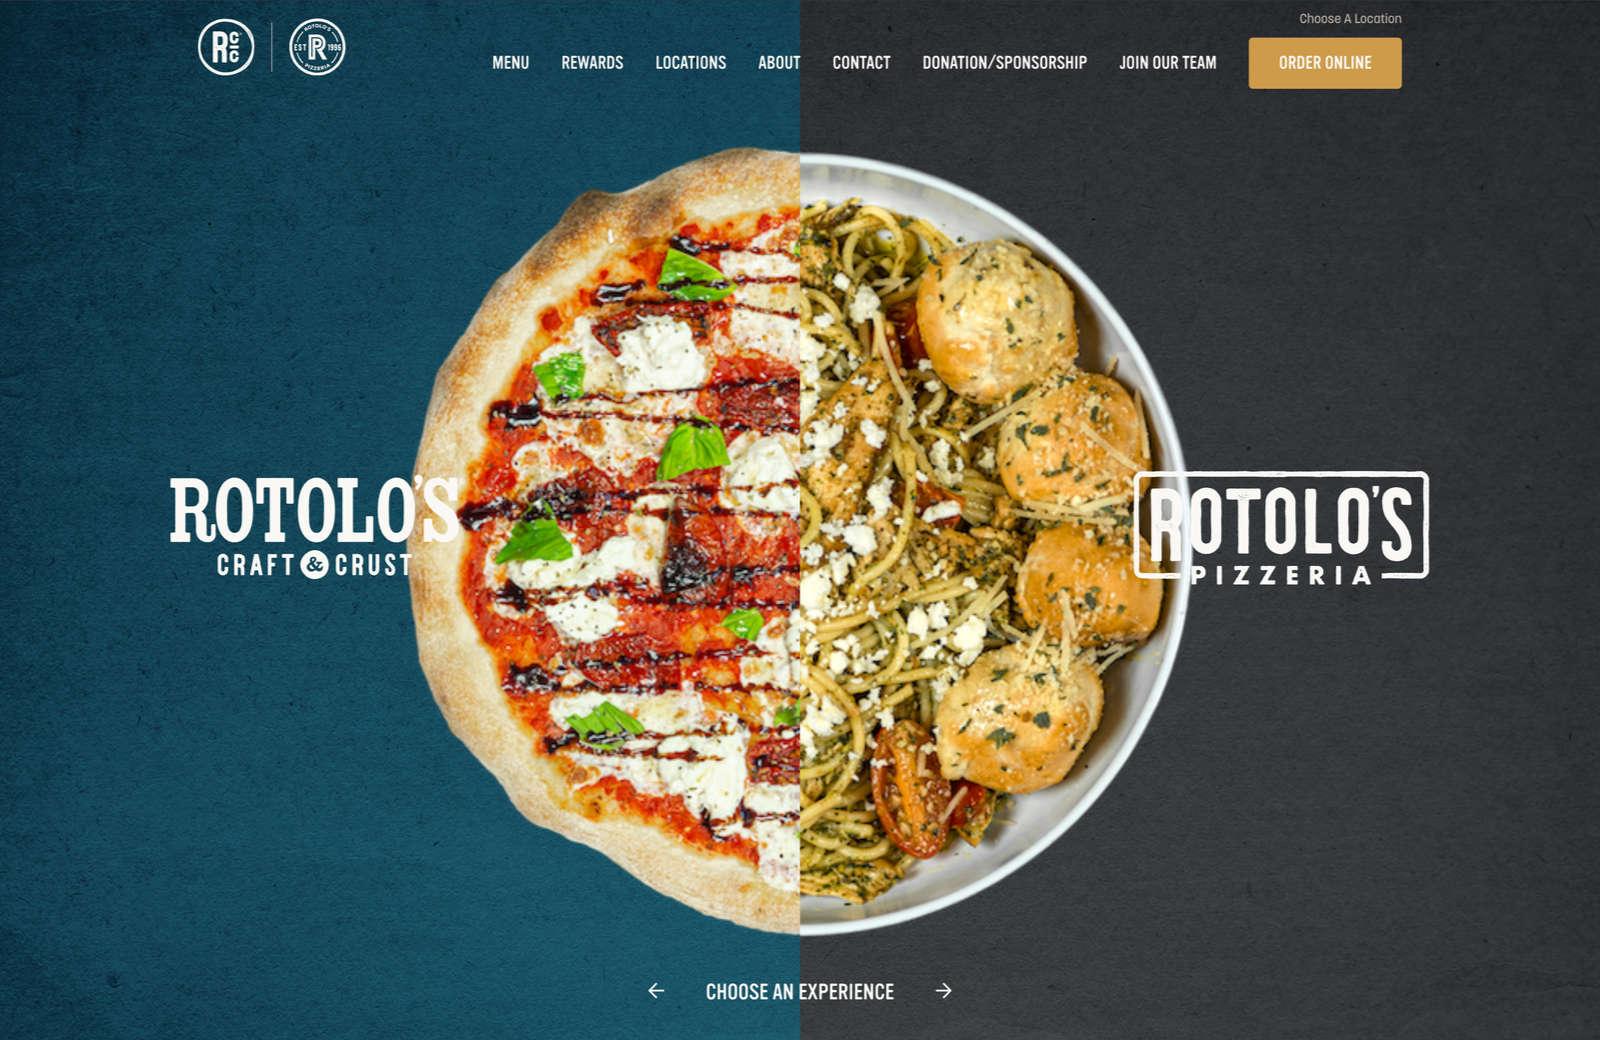 Choose A Location
RC&C
ROTOLO'S
EST R 1996
PIZZERIA
MENU REWARDS LOCATIONS ABOUT CONTACT DONATION/SPONSORSHIP JOIN OUR TEAM ORDER ONLINE
ROTOLO'S
CRAFT & CRUST
ROTOLO'S
PIZZERIA
← CHOOSE AN EXPERIENCE →